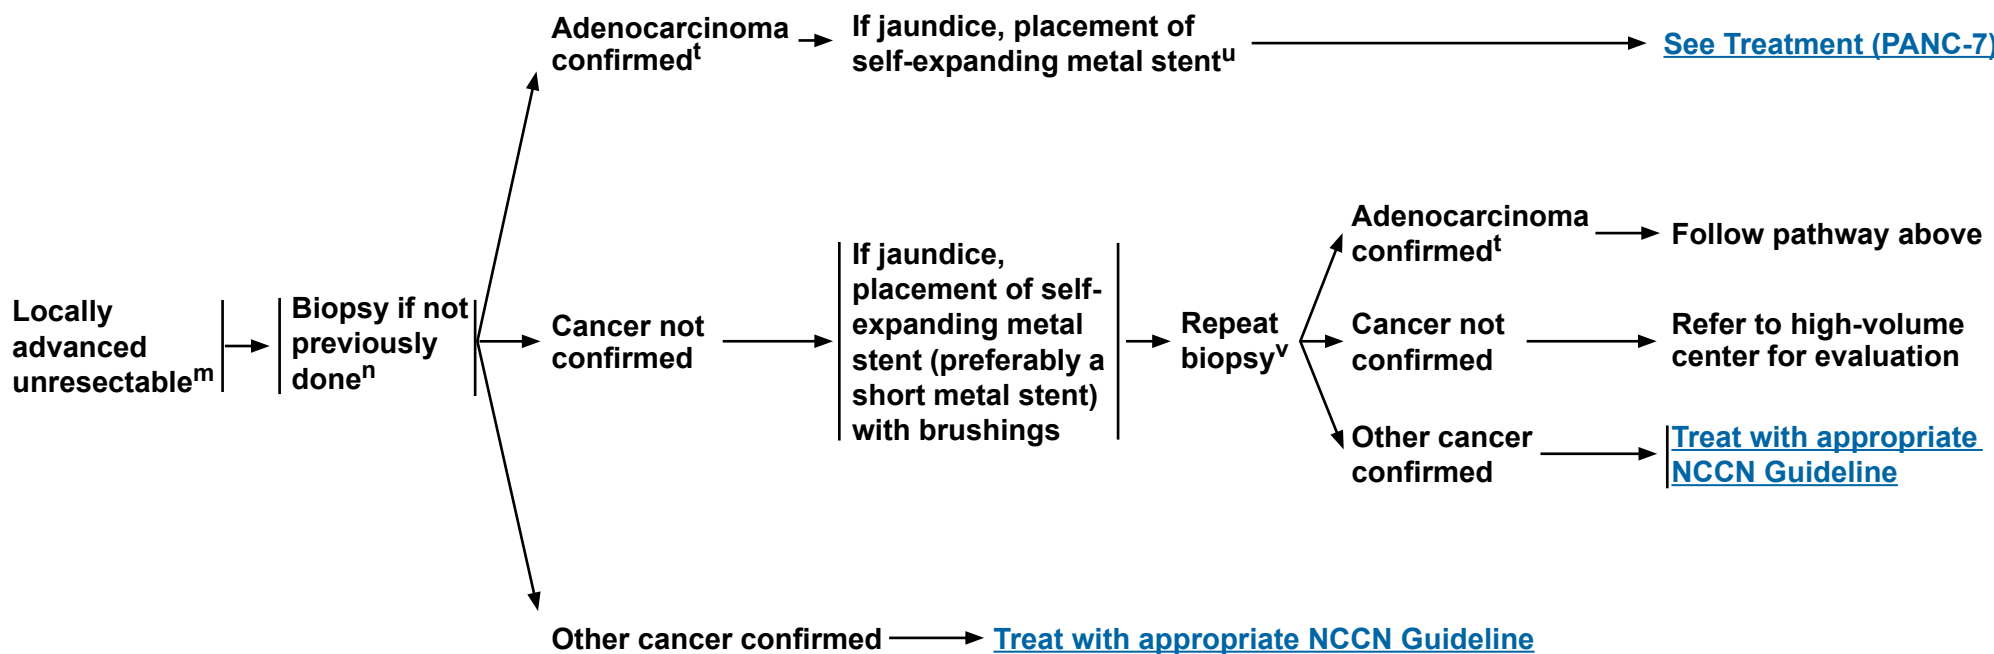 Adenocarcinoma
confirmedᵗ
If jaundice, placement of
self-expanding metal stentᵘ
See Treatment (PANC-7)
Locally
advanced
unresectableᵐ
Biopsy if not
previously
doneⁿ
Cancer not
confirmed
If jaundice,
placement of self-
expanding metal
stent (preferably a
short metal stent)
with brushings
Repeat
biopsyᵛ
Adenocarcinoma
confirmedᵗ
Follow pathway above
Cancer not
confirmed
Refer to high-volume
center for evaluation
Other cancer
confirmed
Treat with appropriate
NCCN Guideline
Other cancer confirmed
Treat with appropriate NCCN Guideline